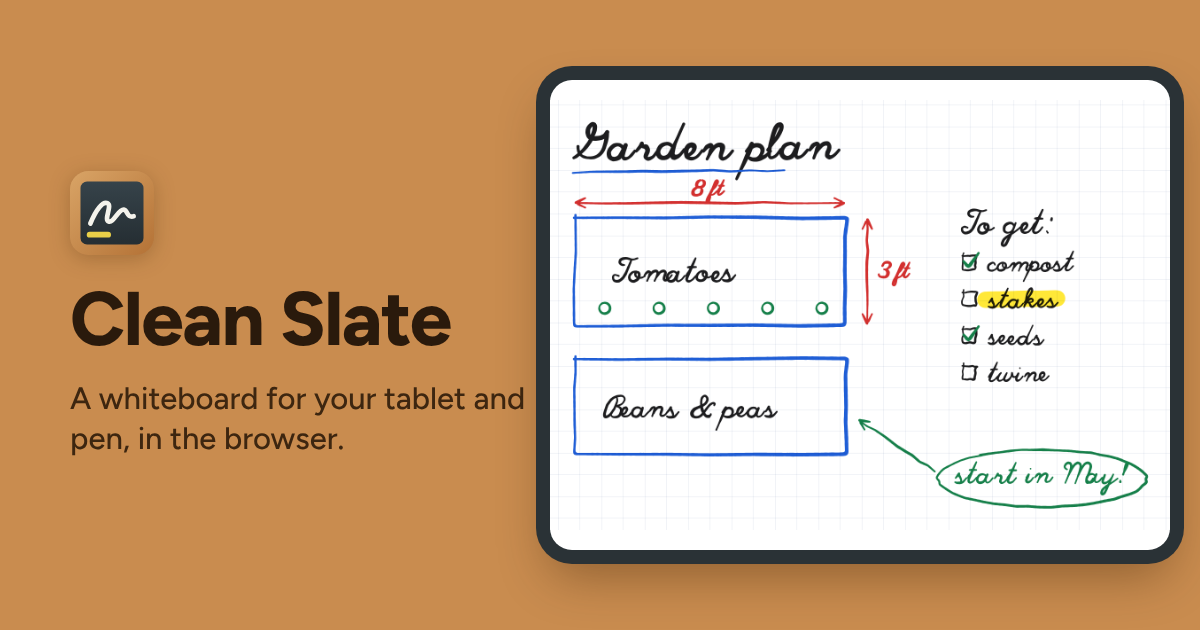 Clean Slate
A whiteboard for your tablet and
pen, in the browser.
Garden plan
8 ft
Tomatoes
3 ft
Beans & peas
To get:
compost
stakes
seeds
twine
start in May!